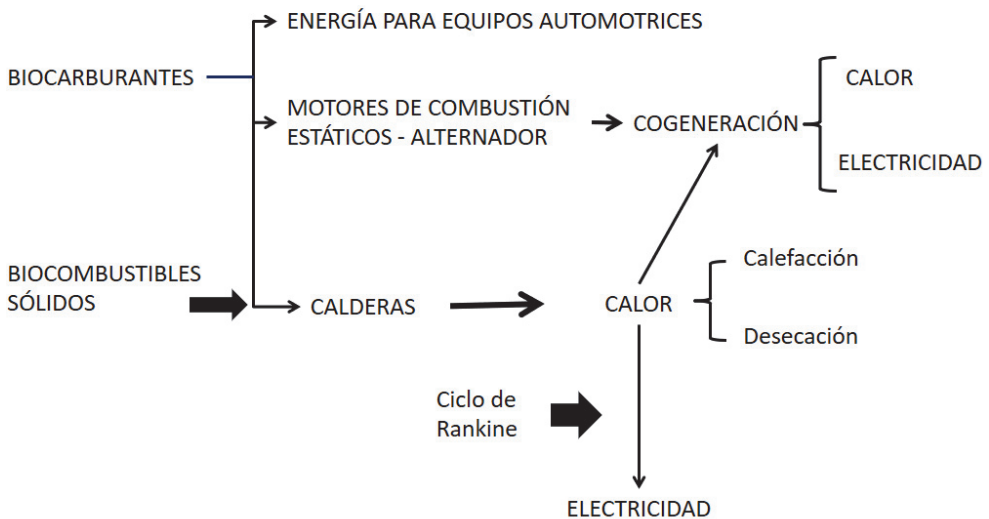 ENERGÍA PARA EQUIPOS AUTOMOTRICES
BIOCARBURANTES
MOTORES DE COMBUSTIÓN
ESTÁTICOS - ALTERNADOR
COGENERACIÓN
CALOR
ELECTRICIDAD
BIOCOMBUSTIBLES
SÓLIDOS
CALDERAS
CALOR
Calefacción
Desecación
Ciclo de
Rankine
ELECTRICIDAD